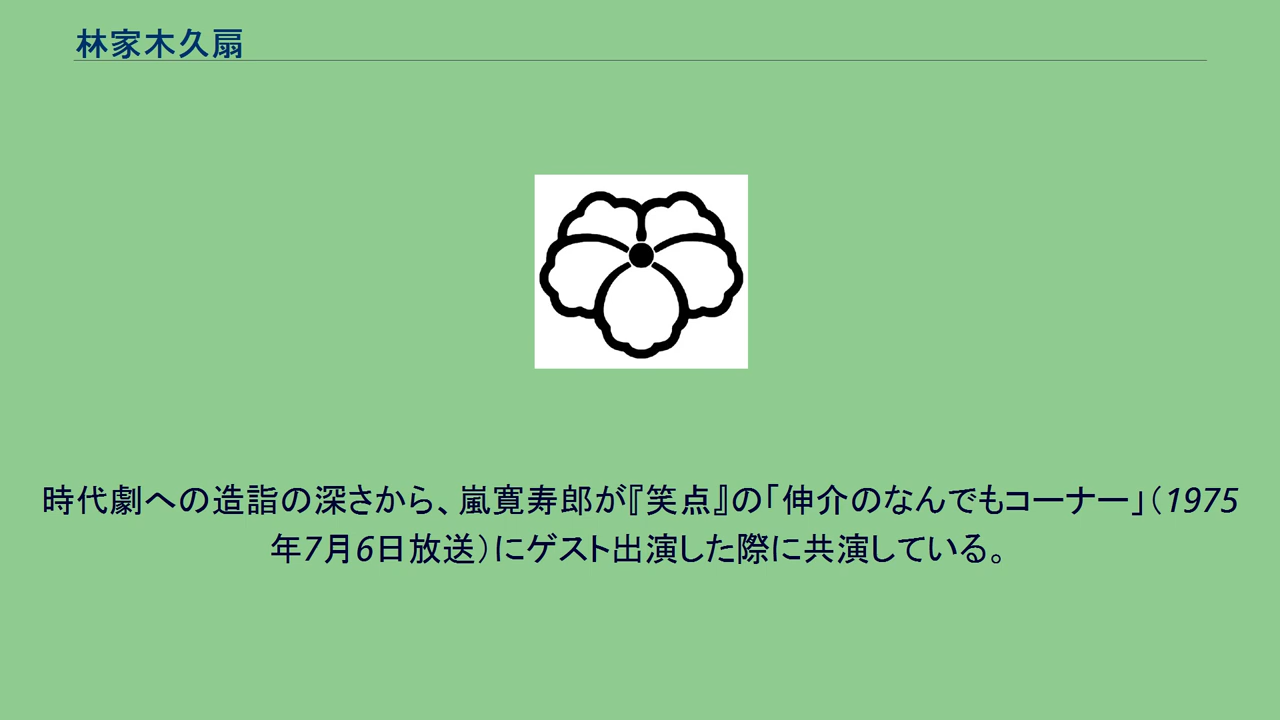 林家木久扇
時代劇への造詣の深さから、嵐寛寿郎が『笑点』の「伸介のなんでもコーナー」（1975
年7月6日放送）にゲスト出演した際に共演している。